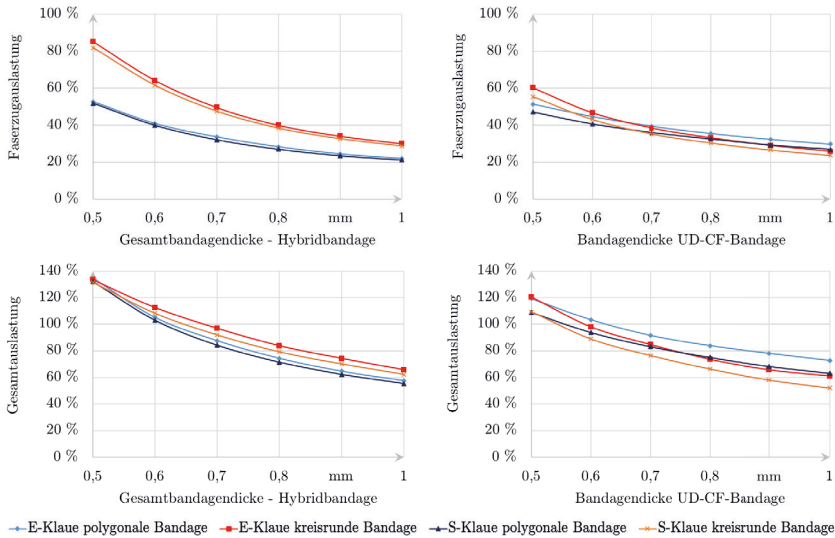 100 %
80 %
60 %
40 %
20 %
0 %
Faserzugauslastung
0,5 0,6 0,7 0,8 mm 1
Gesamtbandagendicke - Hybridbandage
100 %
80 %
60 %
40 %
20 %
0 %
Faserzugauslastung
0,5 0,6 0,7 0,8 mm 1
Bandagendicke UD-CF-Bandage
140 %
120 %
100 %
80 %
60 %
40 %
20 %
0 %
Gesamtauslastung
0,5 0,6 0,7 0,8 mm 1
Gesamtbandagendicke - Hybridbandage
140 %
120 %
100 %
80 %
60 %
40 %
20 %
0 %
Gesamtauslastung
0,5 0,6 0,7 0,8 mm 1
Bandagendicke UD-CF-Bandage
E-Klaue polygonale Bandage E-Klaue kreisrunde Bandage S-Klaue polygonale Bandage S-Klaue kreisrunde Bandage